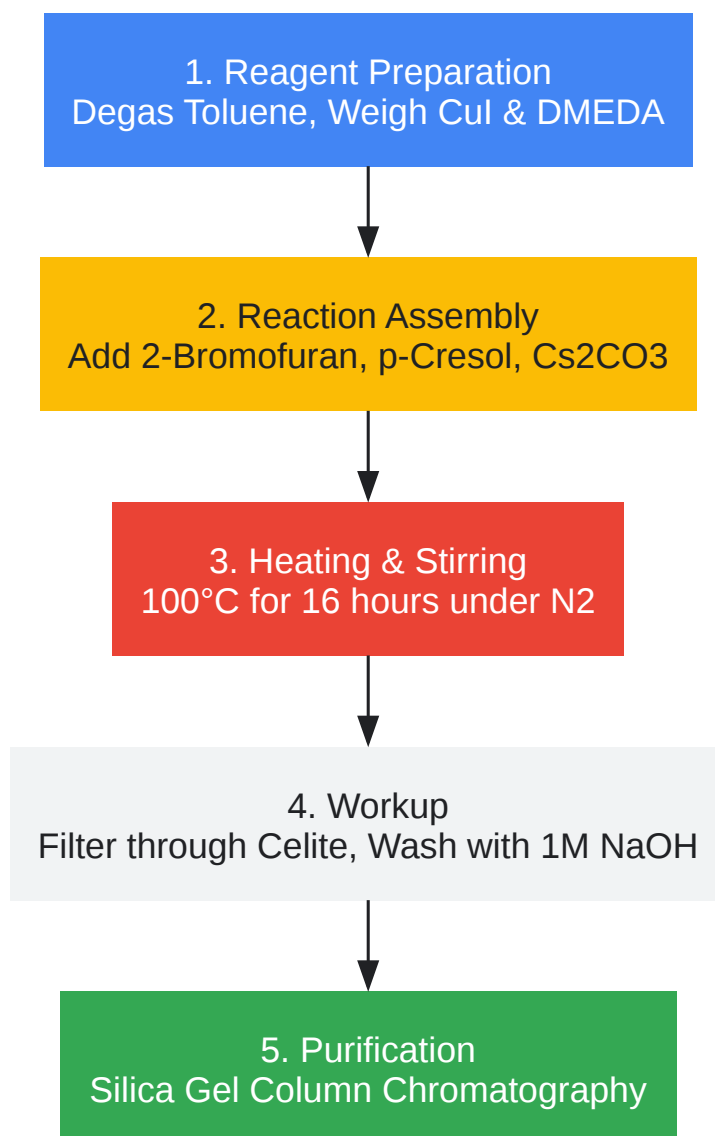 1. Reagent Preparation
Degas Toluene, Weigh CuI & DMEDA
2. Reaction Assembly
Add 2-Bromofuran, p-Cresol, Cs2CO3
3. Heating & Stirring
100°C for 16 hours under N2
4. Workup
Filter through Celite, Wash with 1M NaOH
5. Purification
Silica Gel Column Chromatography